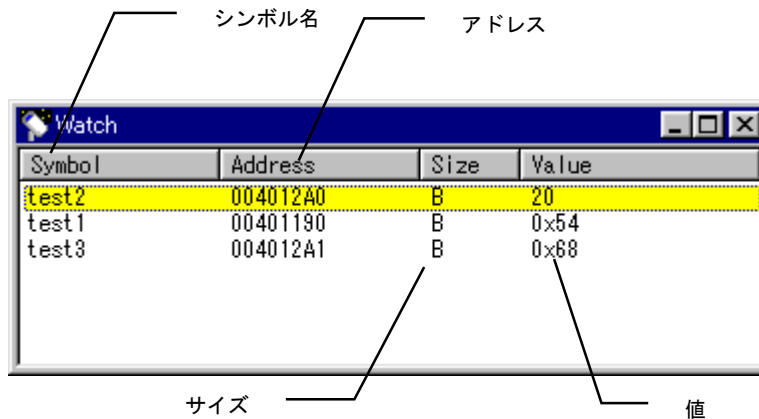 シンボル名
アドレス
Watch
Symbol Address Size Value
test2 004012A0 B 20
test1 00401190 B 0x54
test3 004012A1 B 0x68
サイズ
値